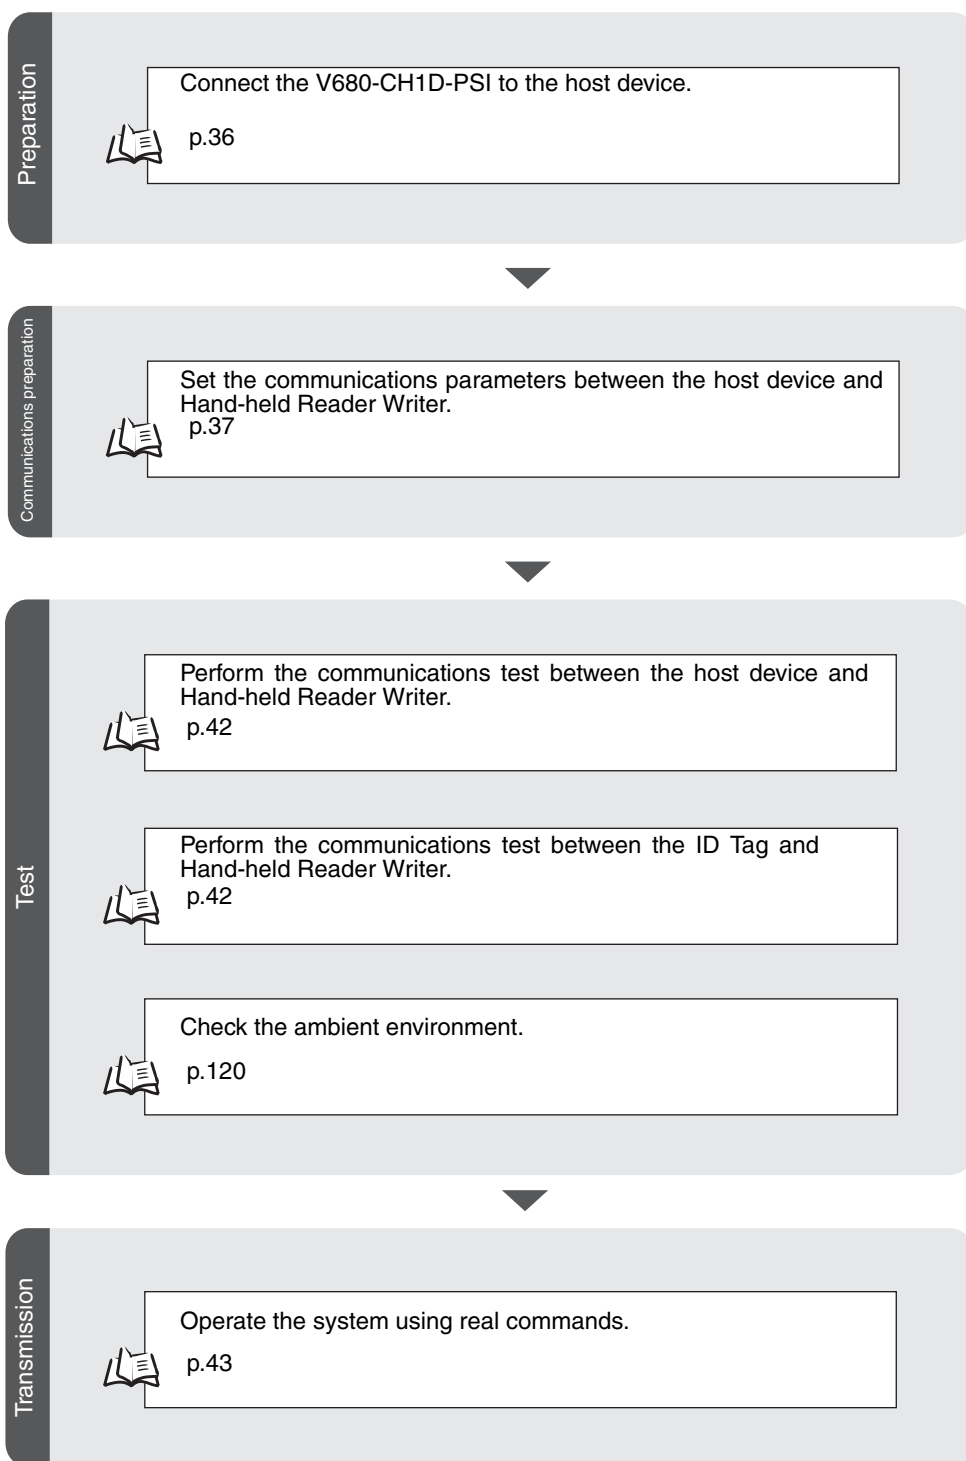 Preparation
Connect the V680-CH1D-PSI to the host device.
p.36
Communications preparation
Set the communications parameters between the host device and
Hand-held Reader Writer.
p.37
Test
Perform the communications test between the host device and
Hand-held Reader Writer.
p.42
Perform the communications test between the ID Tag and
Hand-held Reader Writer.
p.42
Check the ambient environment.
p.120
Transmission
Operate the system using real commands.
p.43